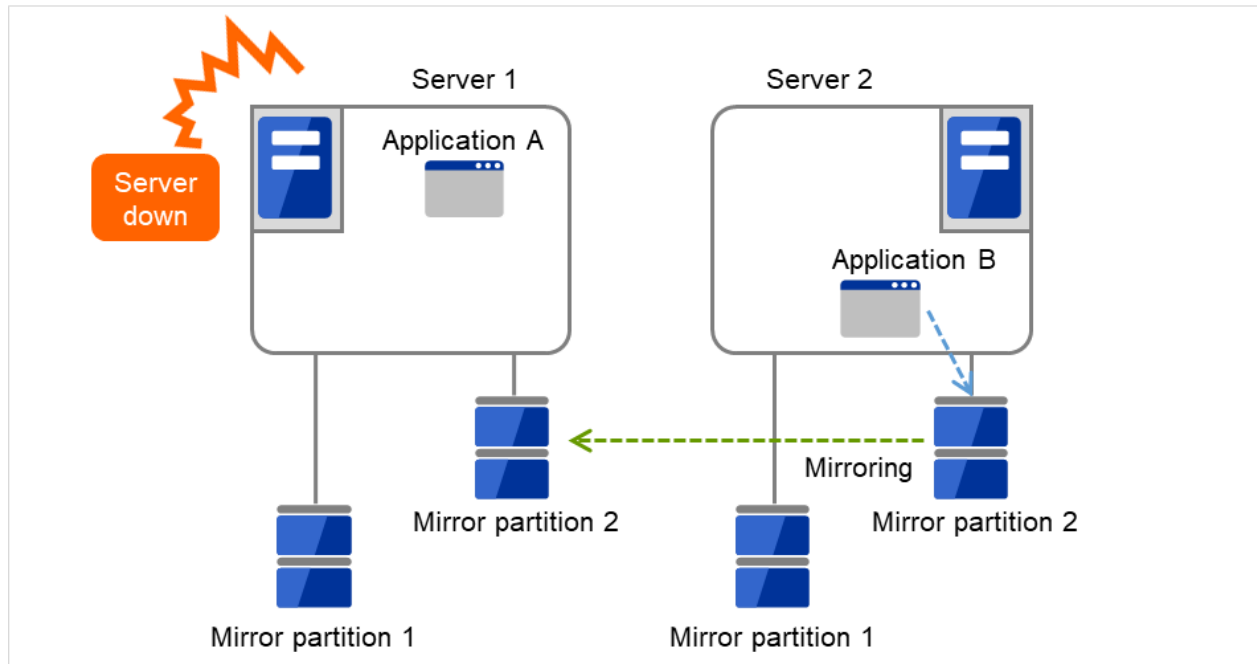 Server 1
Server 2
Application A
Server
down
Application B
Mirroring
Mirror partition 2
Mirror partition 2
Mirror partition 1
Mirror partition 1